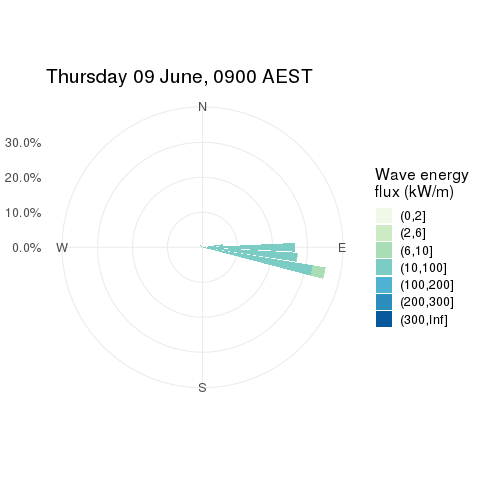 Thursday 09 June, 0900 AEST
N
30.0%
20.0%
10.0%
0.0%
W
E
S
Wave energy
flux (kW/m)
(0,2]
(2,6]
(6,10]
(10,100]
(100,200]
(200,300]
(300,Inf]